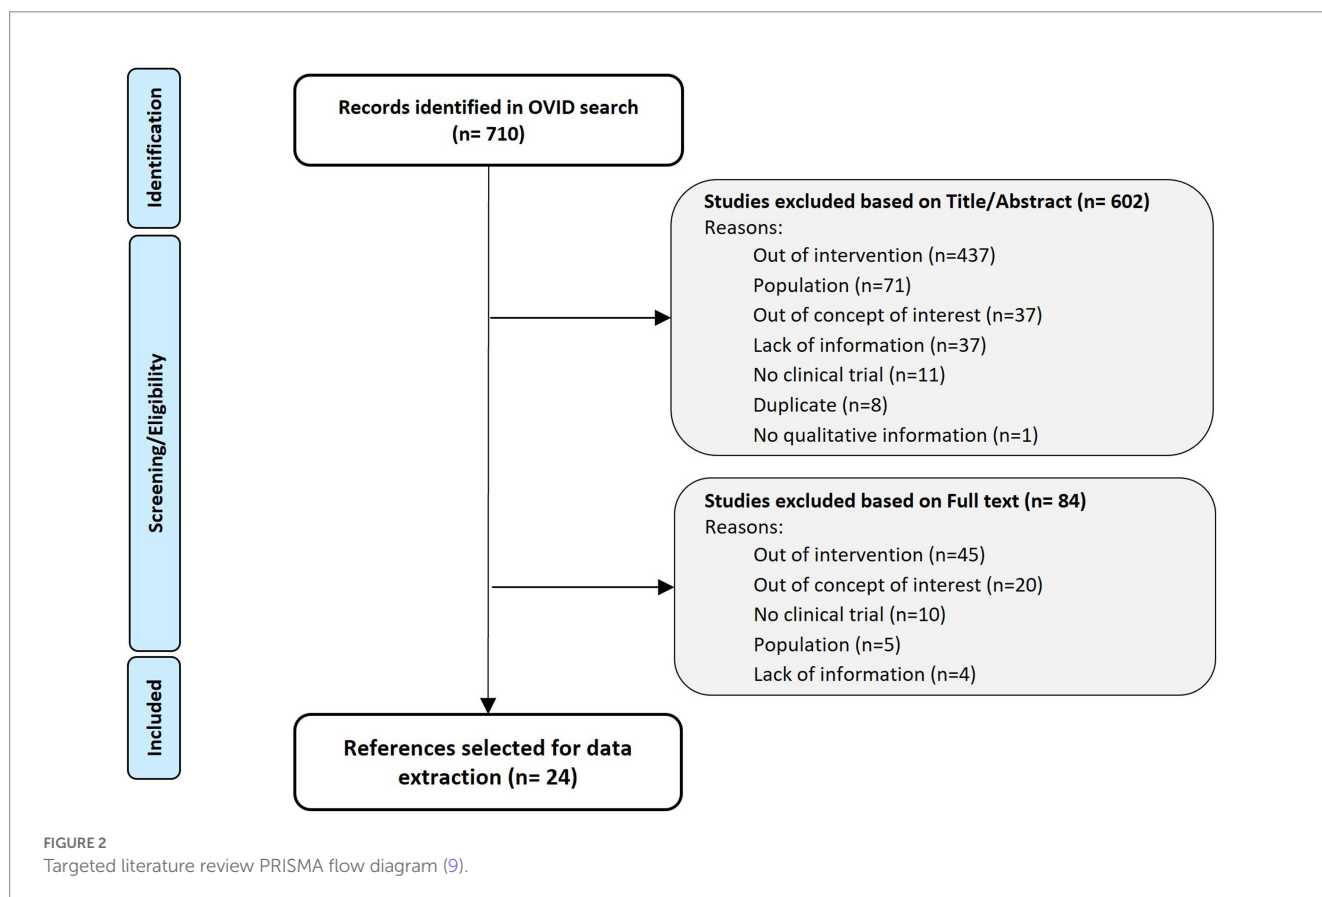 Identification
Records identified in OVID search
(n= 710)
Studies excluded based on Title/Abstract (n= 602)
Reasons:
Out of intervention (n=437)
Population (n=71)
Out of concept of interest (n=37)
Lack of information (n=37)
No clinical trial (n=11)
Duplicate (n=8)
No qualitative information (n=1)
Screening/Eligibility
Studies excluded based on Full text (n= 84)
Reasons:
Out of intervention (n=45)
Out of concept of interest (n=20)
No clinical trial (n=10)
Population (n=5)
Lack of information (n=4)
Included
References selected for data
extraction (n= 24)
FIGURE 2
Targeted literature review PRISMA flow diagram (9).